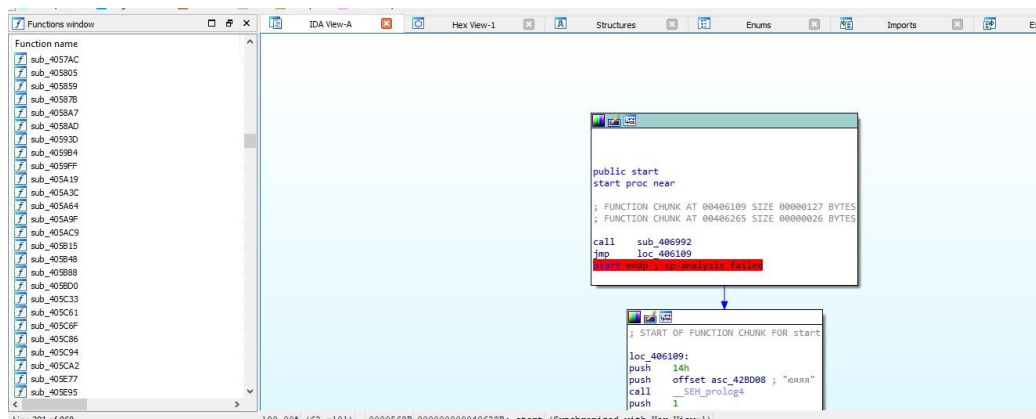 Functions window
IDA View-A
Hex View-1
Structures
Enums
Imports
Function name
sub_4057AC
sub_405805
sub_405859
sub_40587B
sub_4058A7
sub_4058AD
sub_40593D
sub_4059B4
sub_4059FF
sub_405A19
sub_405A3C
sub_405A64
sub_405A9F
sub_405AC9
sub_405B15
sub_405B48
sub_405B88
sub_405BD0
sub_405C33
sub_405C61
sub_405C6F
sub_405C86
sub_405C94
sub_405CA2
sub_405E77
sub_405E95
public start
start proc near
; FUNCTION CHUNK AT 00406109 SIZE 00000127 BYTES
; FUNCTION CHUNK AT 00406265 SIZE 00000026 BYTES
call sub_406992
jmp loc_406109
start endp ; sp-analysis failed
; START OF FUNCTION CHUNK FOR start
loc_406109:
push 14h
push offset asc_42BD08 ; "юяяя"
call __SEH_prolog4
push 1